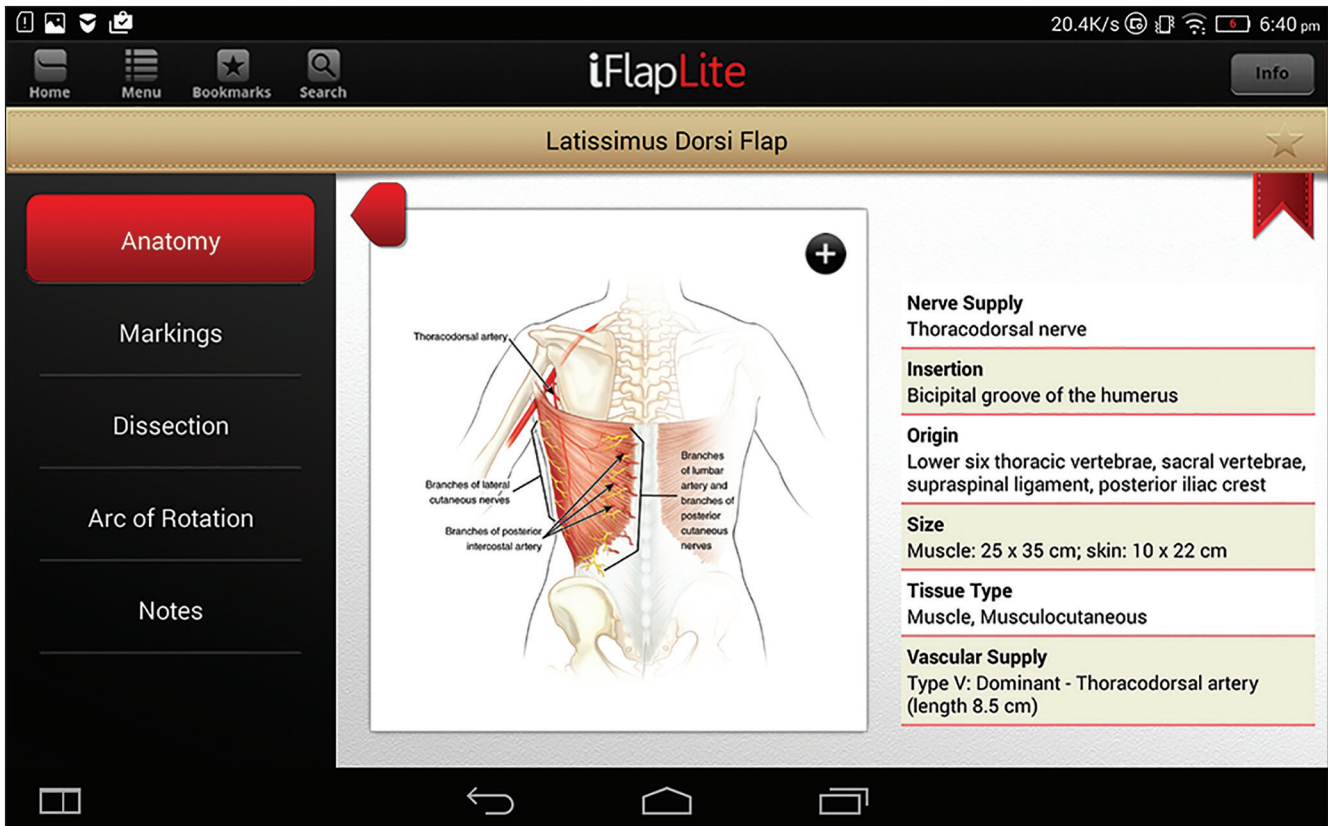 20.4K/s 6 6:40 pm
Home Menu Bookmarks Search
iFlapLite
Info
Latissimus Dorsi Flap
Anatomy
Markings
Dissection
Arc of Rotation
Notes
Thoracodorsal artery
Branches of lateral
cutaneous nerves
Branches of posterior
intercostal artery
Branches
of lumbar
artery and
branches of
posterior
cutaneous
nerves
Nerve Supply
Thoracodorsal nerve
Insertion
Bicipital groove of the humerus
Origin
Lower six thoracic vertebrae, sacral vertebrae,
supraspinal ligament, posterior iliac crest
Size
Muscle: 25 x 35 cm; skin: 10 x 22 cm
Tissue Type
Muscle, Musculocutaneous
Vascular Supply
Type V: Dominant - Thoracodorsal artery
(length 8.5 cm)